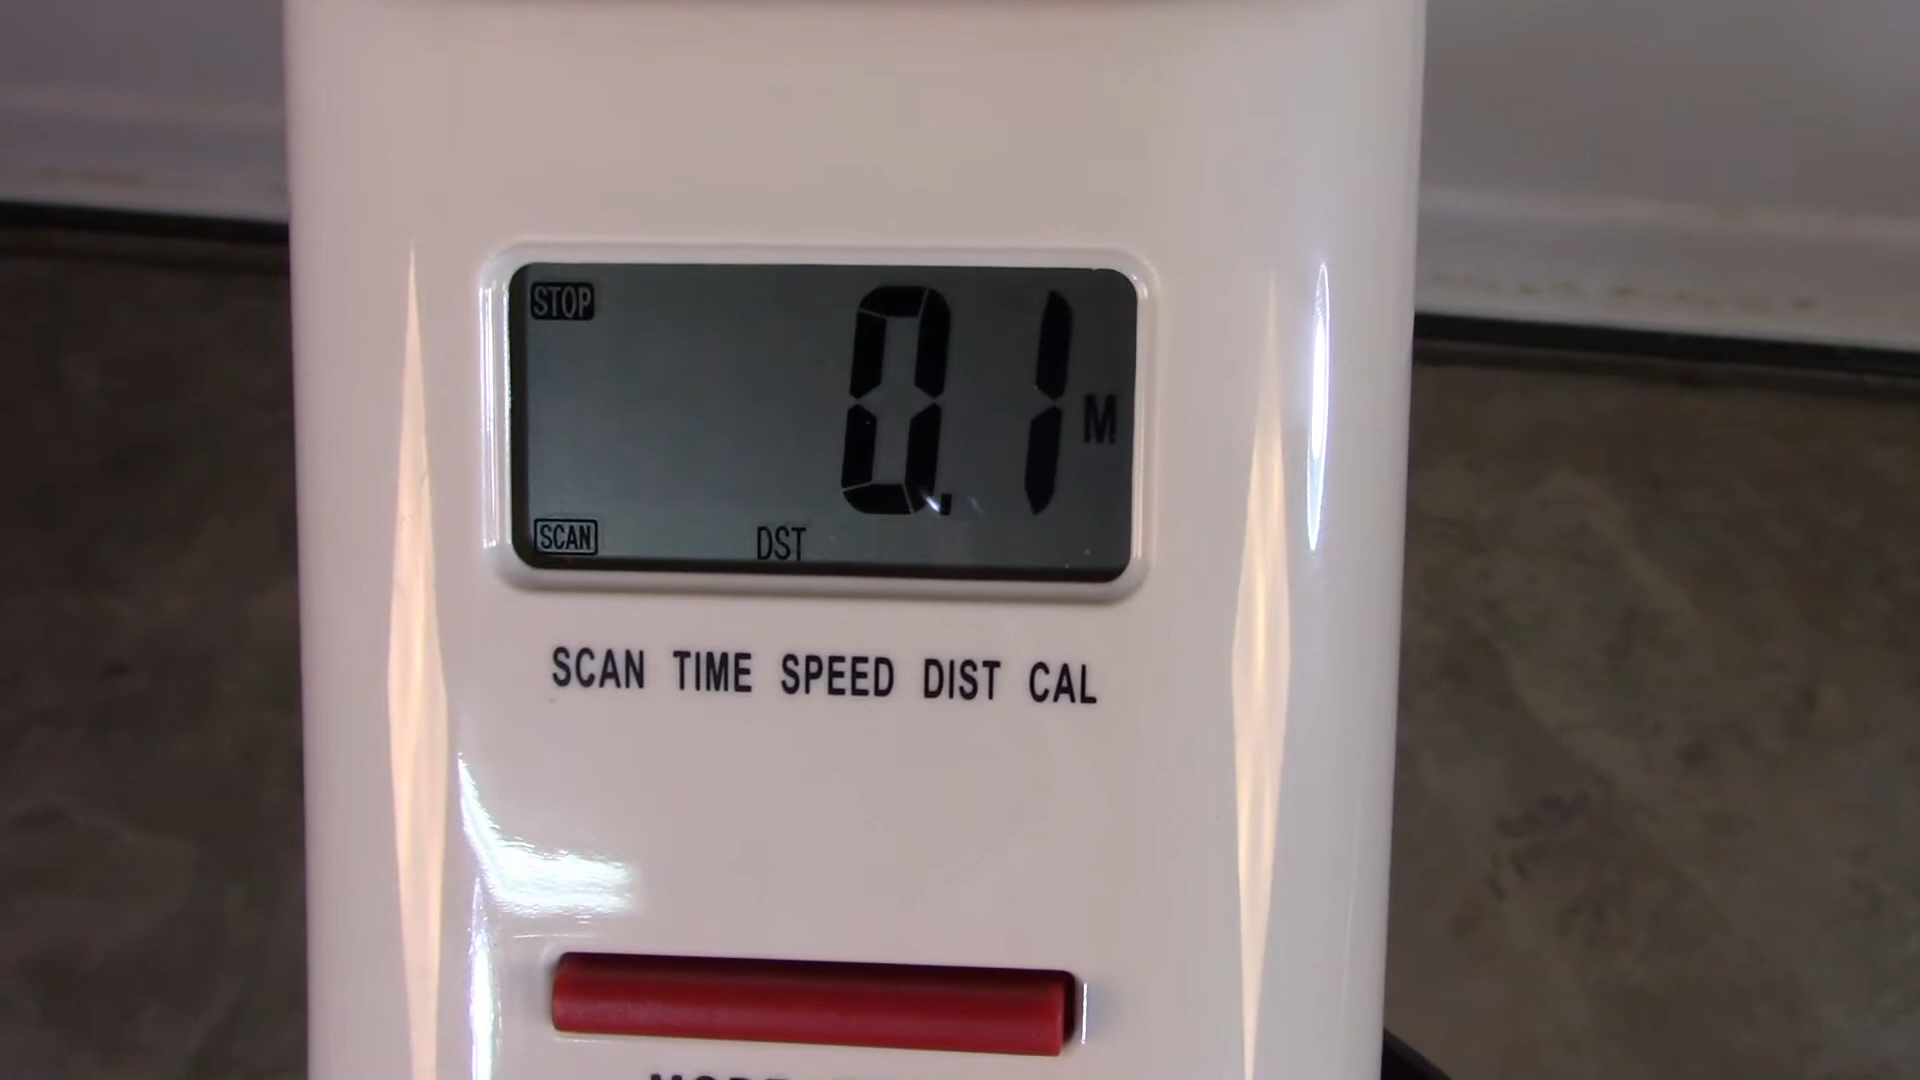 STOP
0.1 M
SCAN DST
SCAN TIME SPEED DIST CAL